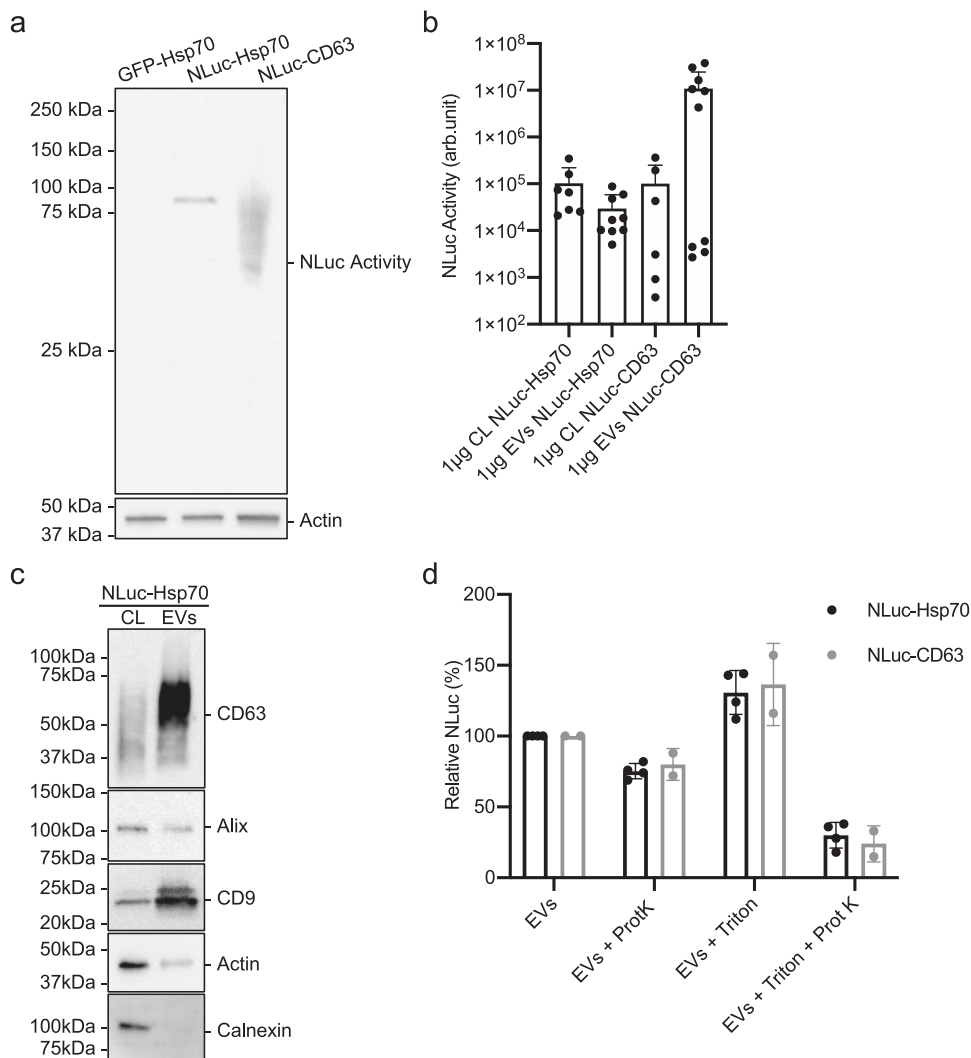 a
GFP-Hsp70
NLuc-Hsp70
NLuc-CD63
250 kDa
150 kDa
100 kDa
75 kDa
25 kDa
NLuc Activity
50 kDa
37 kDa
Actin
b
NLuc Activity (arb.unit)
1×10⁸
1×10⁷
1×10⁶
1×10⁵
1×10⁴
1×10³
1×10²
1µg CL NLuc-Hsp70
1µg EVs NLuc-Hsp70
1µg CL NLuc-CD63
1µg EVs NLuc-CD63
c
NLuc-Hsp70
CL EVs
100kDa
75kDa
50kDa
37kDa
CD63
150kDa
100kDa
75kDa
Alix
25kDa
20kDa
CD9
50kDa
37kDa
Actin
100kDa
75kDa
Calnexin
d
Relative NLuc (%)
200
150
100
50
0
NLuc-Hsp70
NLuc-CD63
EVs
EVs + ProtK
EVs + Triton
EVs + Triton + Prot K